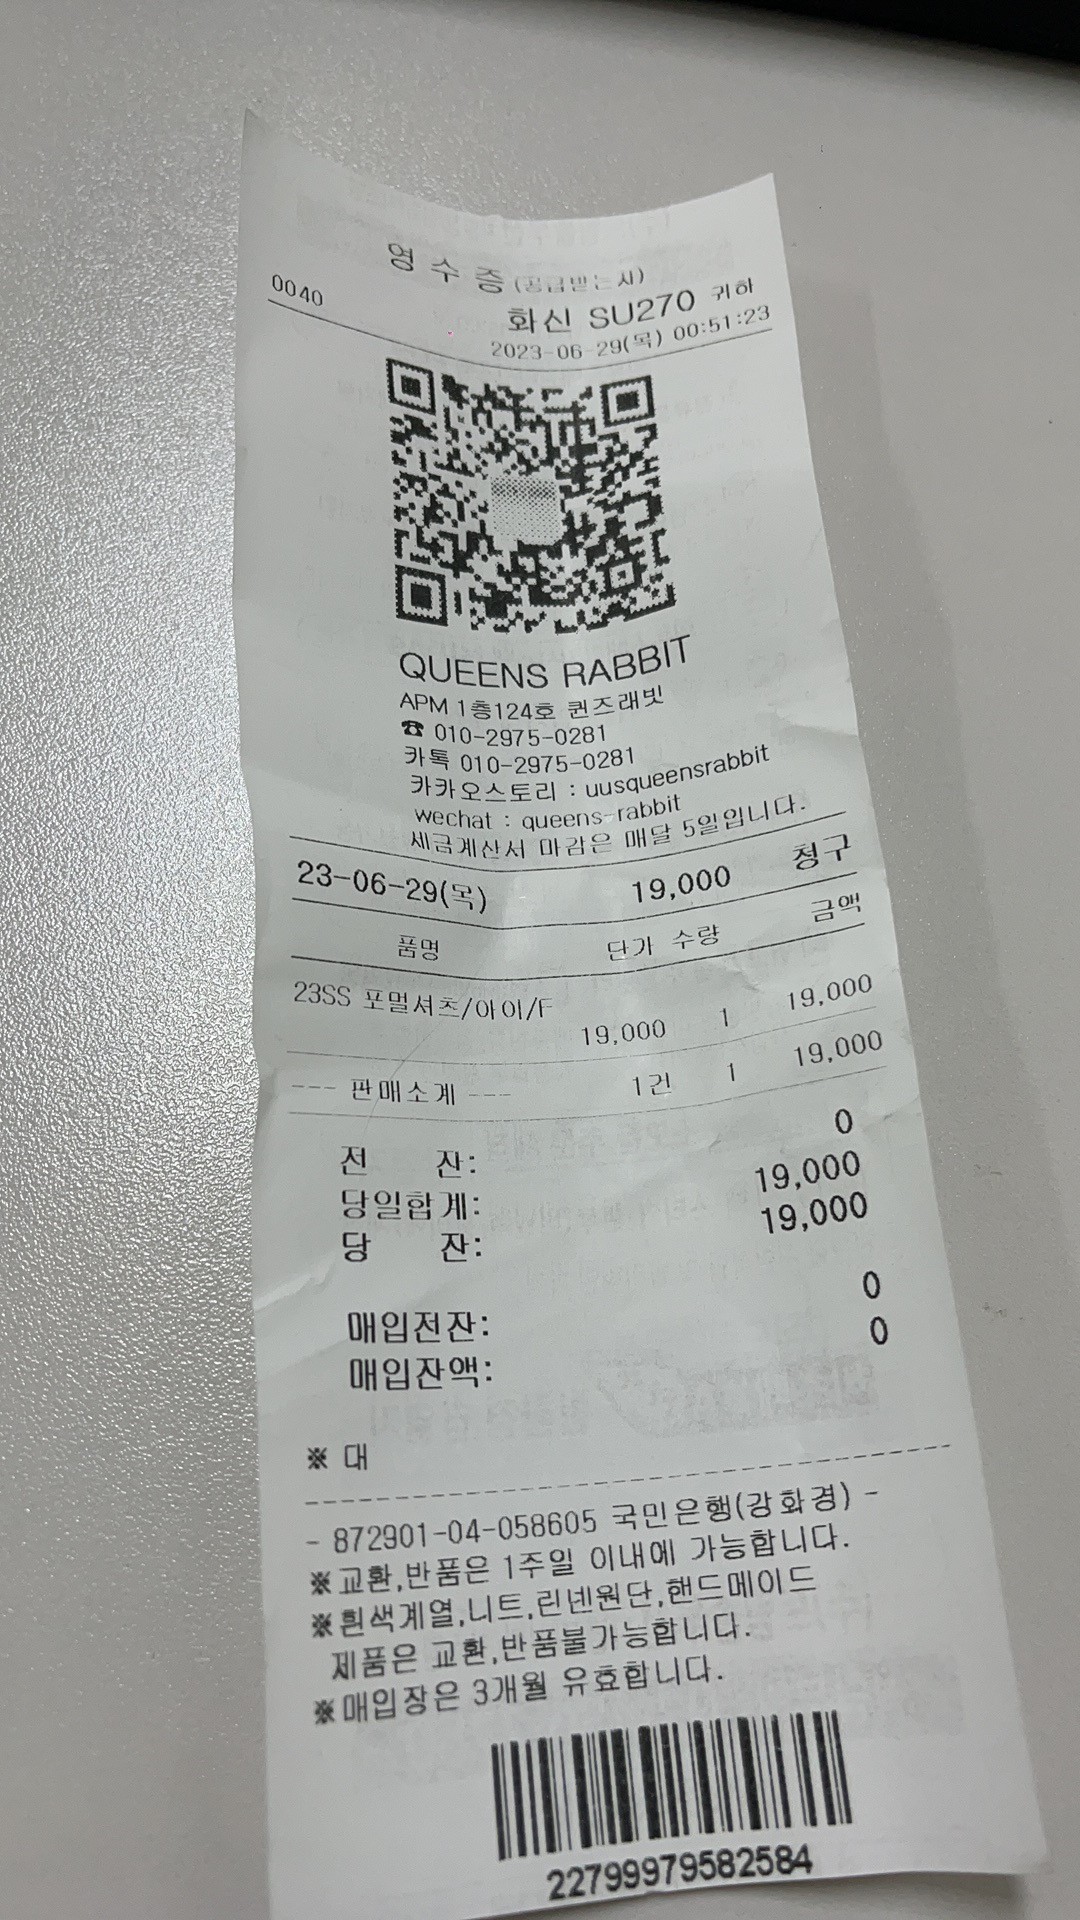 영 수 증 (공급받는자)
0040
화신 SU270 귀하
2023-06-29(목) 00:51:23
QUEENS RABBIT
APM 1층124호 퀸즈래빗
☎ 010-2975-0281
카톡 010-2975-0281
카카오스토리 : uusqueensrabbit
wechat : queens-rabbit
세금계산서 마감은 매달 5일입니다.
23-06-29(목) 19,000 청구
품명 단가 수량 금액
23SS 포멀셔츠/아이/F
19,000 1 19,000
--- 판매소계 --- 1건 1 19,000
전 잔: 0
당일합계: 19,000
당 잔: 19,000
매입전잔: 0
매입잔액: 0
※ 대
- 872901-04-058605 국민은행(강화경) -
※교환,반품은 1주일 이내에 가능합니다.
※흰색계열,니트,린넨원단,핸드메이드
제품은 교환,반품불가능합니다.
※매입장은 3개월 유효합니다.
22799979582584